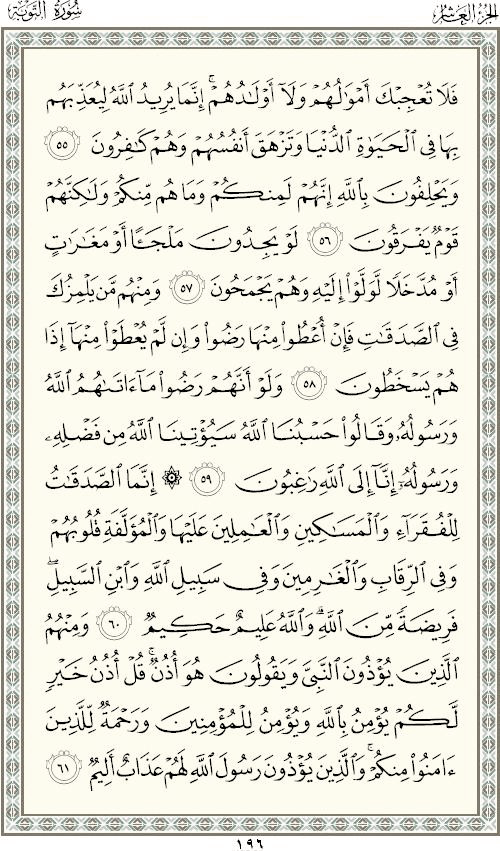 الجزء العاشر
سورة التوبة
فَلَا تُعْجِبْكَ أَمْوَٰلُهُمْ وَلَآ أَوْلَـٰدُهُمْ ۚ إِنَّمَا يُرِيدُ ٱللَّهُ لِيُعَذِّبَهُم
بِهَا فِى ٱلْحَيَوٰةِ ٱلدُّنْيَا وَتَزْهَقَ أَنفُسُهُمْ وَهُمْ كَـٰفِرُونَ ٥٥
وَيَحْلِفُونَ بِٱللَّهِ إِنَّهُمْ لَمِنكُمْ وَمَا هُم مِّنكُمْ وَلَـٰكِنَّهُمْ
قَوْمٌ يَفْرَقُونَ ٥٦ لَوْ يَجِدُونَ مَلْجَـًٔا أَوْ مَغَـٰرَٰتٍ
أَوْ مُدَّخَلًا لَّوَلَّوْا۟ إِلَيْهِ وَهُمْ يَجْمَحُونَ ٥٧ وَمِنْهُم مَّن يَلْمِزُكَ
فِى ٱلصَّدَقَـٰتِ فَإِنْ أُعْطُوا۟ مِنْهَا رَضُوا۟ وَإِن لَّمْ يُعْطَوْا۟ مِنْهَآ إِذَا
هُمْ يَسْخَطُونَ ٥٨ وَلَوْ أَنَّهُمْ رَضُوا۟ مَآ ءَاتَىٰهُمُ ٱللَّهُ
وَرَسُولُهُۥ وَقَالُوا۟ حَسْبُنَا ٱللَّهُ سَيُؤْتِينَا ٱللَّهُ مِن فَضْلِهِۦ
وَرَسُولُهُۥٓ إِنَّآ إِلَى ٱللَّهِ رَٰغِبُونَ ٥٩ ۞ إِنَّمَا ٱلصَّدَقَـٰتُ
لِلْفُقَرَآءِ وَٱلْمَسَـٰكِينِ وَٱلْعَـٰمِلِينَ عَلَيْهَا وَٱلْمُؤَلَّفَةِ قُلُوبُهُمْ
وَفِى ٱلرِّقَابِ وَٱلْغَـٰرِمِينَ وَفِى سَبِيلِ ٱللَّهِ وَٱبْنِ ٱلسَّبِيلِ ۖ
فَرِيضَةً مِّنَ ٱللَّهِ ۗ وَٱللَّهُ عَلِيمٌ حَكِيمٌ ٦٠ وَمِنْهُمُ
ٱلَّذِينَ يُؤْذُونَ ٱلنَّبِىَّ وَيَقُولُونَ هُوَ أُذُنٌ ۚ قُلْ أُذُنُ خَيْرٍ
لَّكُمْ يُؤْمِنُ بِٱللَّهِ وَيُؤْمِنُ لِلْمُؤْمِنِينَ وَرَحْمَةٌ لِّلَّذِينَ
ءَامَنُوا۟ مِنكُمْ ۚ وَٱلَّذِينَ يُؤْذُونَ رَسُولَ ٱللَّهِ لَهُمْ عَذَابٌ أَلِيمٌ ٦١
١٩٦